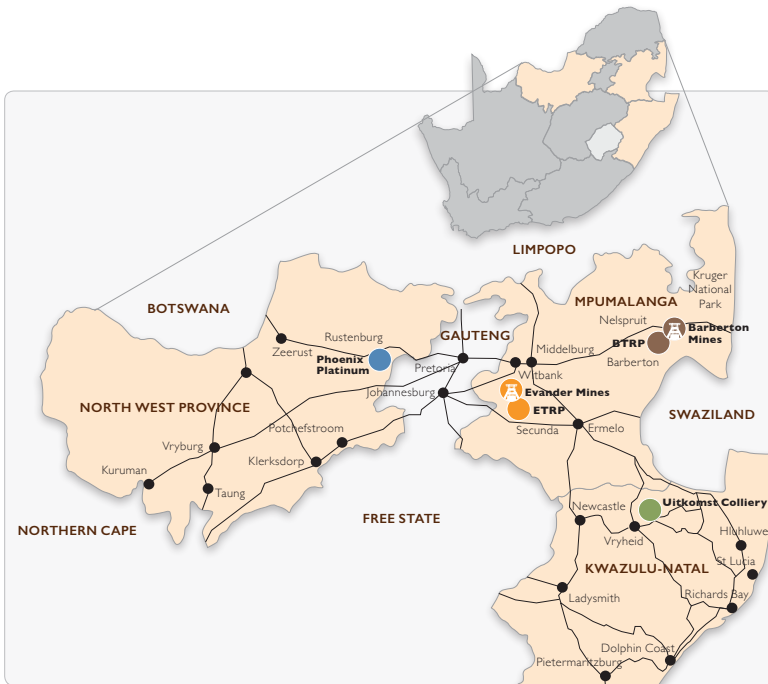 LIMPOPO
Kruger
National
Park
MPUMALANGA
BOTSWANA
Nelspruit
Barberton
Mines
Rustenburg
GAUTENG
BTRP
Zeerust
Phoenix
Platinum
Middelburg
Barberton
Pretoria
Witbank
Johannesburg
Evander Mines
NORTH WEST PROVINCE
ETRP
SWAZILAND
Potchefstroom
Secunda
Ermelo
Vryburg
Klerksdorp
Kuruman
Taung
Newcastle
Uitkomst Colliery
NORTHERN CAPE
FREE STATE
Vryheid
Hluhluwe
St Lucia
KWAZULU-NATAL
Ladysmith
Richards Bay
Dolphin Coast
Pietermaritzburg